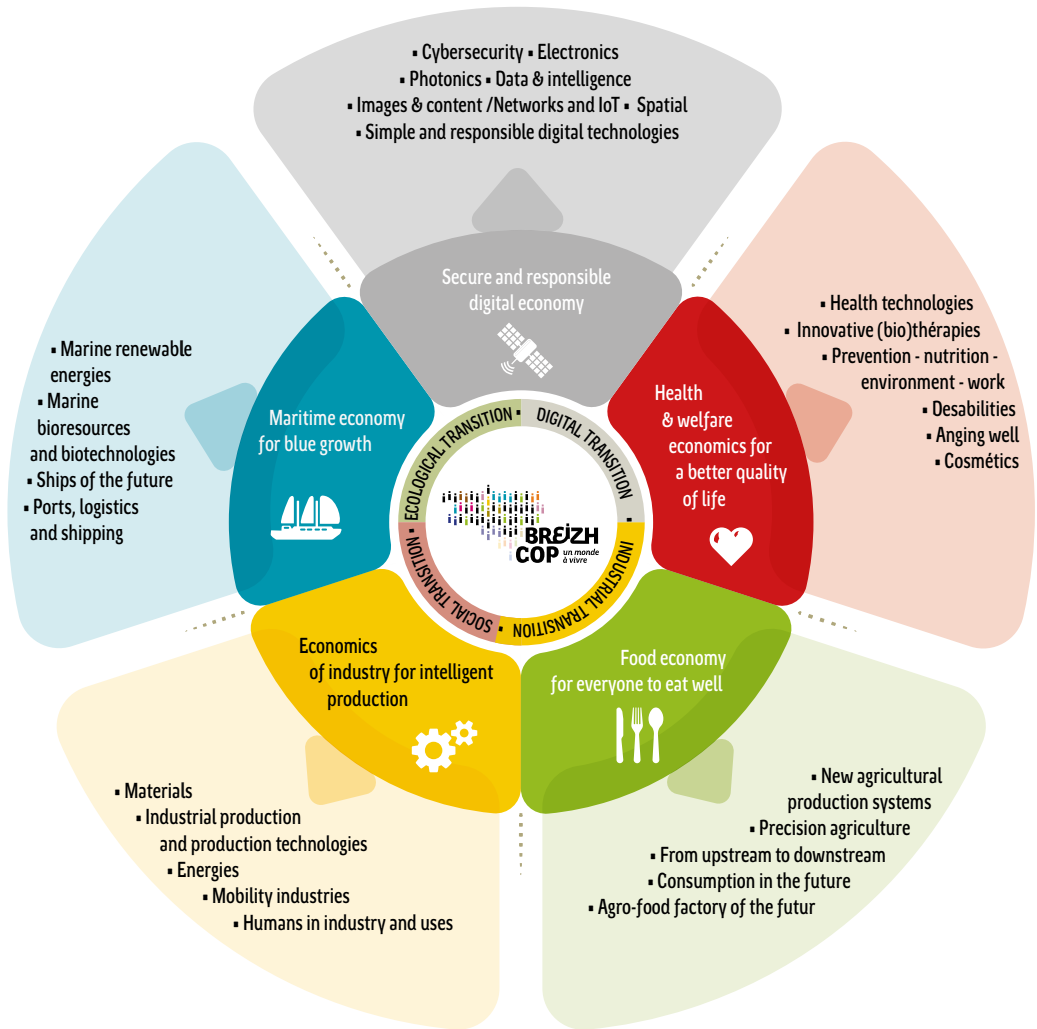 ▪ Cybersecurity ▪ Electronics
▪ Photonics ▪ Data & intelligence
▪ Images & content /Networks and IoT ▪ Spatial
▪ Simple and responsible digital technologies
Secure and responsible
digital economy
▪ Health technologies
▪ Innovative (bio)thérapies
▪ Prevention - nutrition -
environment - work
▪ Desabilities
▪ Anging well
▪ Cosmétics
Health
& welfare
economics for
a better quality
of life
▪ Marine renewable
energies
▪ Marine
bioresources
and biotechnologies
▪ Ships of the future
▪ Ports, logistics
and shipping
Maritime economy
for blue growth
ECOLOGICAL TRANSITION ▪
DIGITAL TRANSITION ▪
INDUSTRIAL TRANSITION ▪
SOCIAL TRANSITION ▪
BREIZH
COP
un monde
à vivre
Economics
of industry for intelligent
production
▪ Materials
▪ Industrial production
and production technologies
▪ Energies
▪ Mobility industries
▪ Humans in industry and uses
Food economy
for everyone to eat well
▪ New agricultural
production systems
▪ Precision agriculture
▪ From upstream to downstream
▪ Consumption in the future
▪ Agro-food factory of the futur